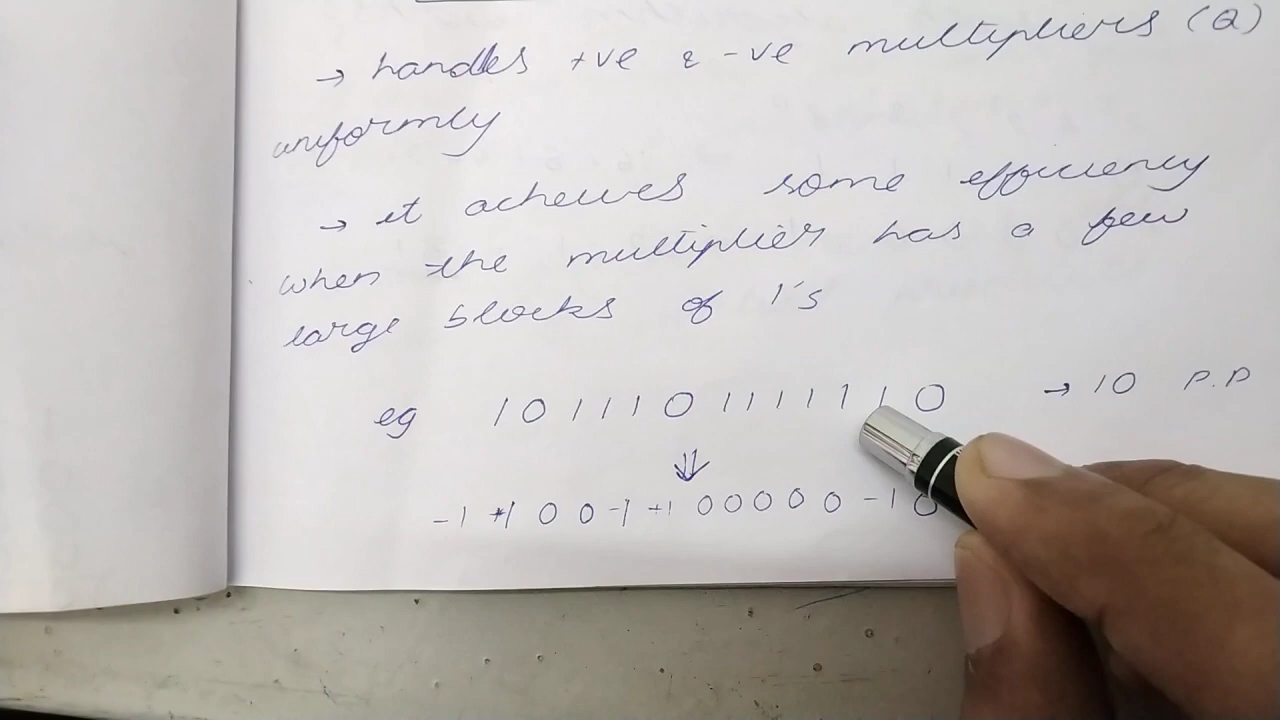 → handles +ve & -ve multipliers (Q)
uniformly
→ it acheives some efficiency
when the multiplier has a few
large blocks of 1's
eg 1 0 1 1 1 0 1 1 1 1 1 1 0 → 10 P.P
⇓
-1 +1 0 0 -1 +1 0 0 0 0 0 -1 0